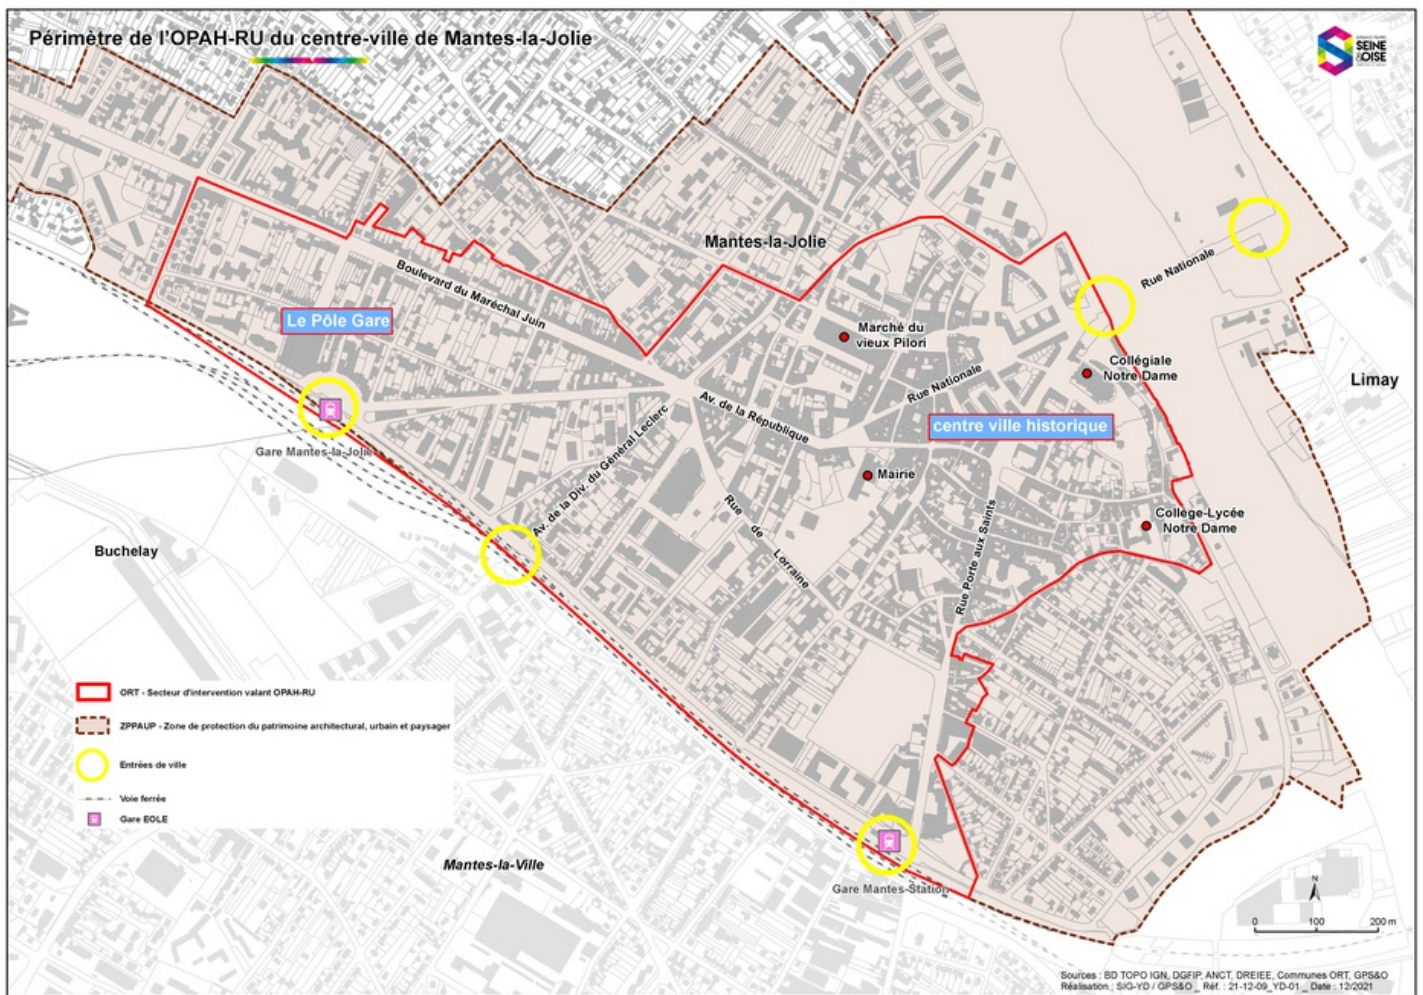 Périmètre de l'OPAH-RU du centre-ville de Mantes-la-Jolie
SEINE
&OISE
Mantes-la-Jolie
Rue Nationale
Boulevard du Maréchal Juin
Le Pôle Gare
Marché du
vieux Pilori
Collégiale
Notre Dame
Limay
Rue Nationale
Av. de la République
centre ville historique
Gare Mantes-la-Jolie
Av. de la Div. du Général Leclerc
Mairie
Rue de Lorraine
Rue Porte aux Saints
Collège-Lycée
Notre Dame
Buchelay
ORT - Secteur d'intervention valant OPAH-RU
ZPPAUP - Zone de protection du patrimoine architectural, urbain et paysager
Entrées de ville
Voie ferrée
Gare EOLE
Mantes-la-Ville
Gare Mantes-Station
N
0 100 200 m
Sources : BD TOPO IGN, DGFIP, ANCT, DREIEE, Communes ORT, GPS&O
Réalisation : SIG-YD / GPS&O _ Réf. : 21-12-09_YD-01 _ Date : 12/2021